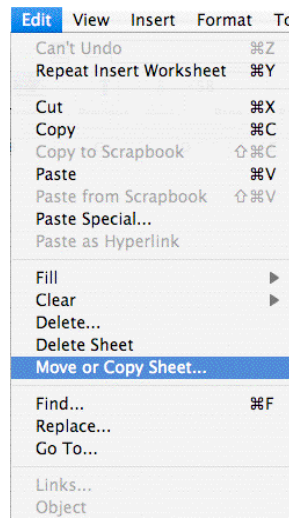 Edit View Insert Format To
Can't Undo ⌘Z
Repeat Insert Worksheet ⌘Y
Cut ⌘X
Copy ⌘C
Copy to Scrapbook ⇧⌘C
Paste ⌘V
Paste from Scrapbook ⇧⌘V
Paste Special...
Paste as Hyperlink
Fill ▶
Clear ▶
Delete...
Delete Sheet
Move or Copy Sheet...
Find... ⌘F
Replace...
Go To...
Links...
Object